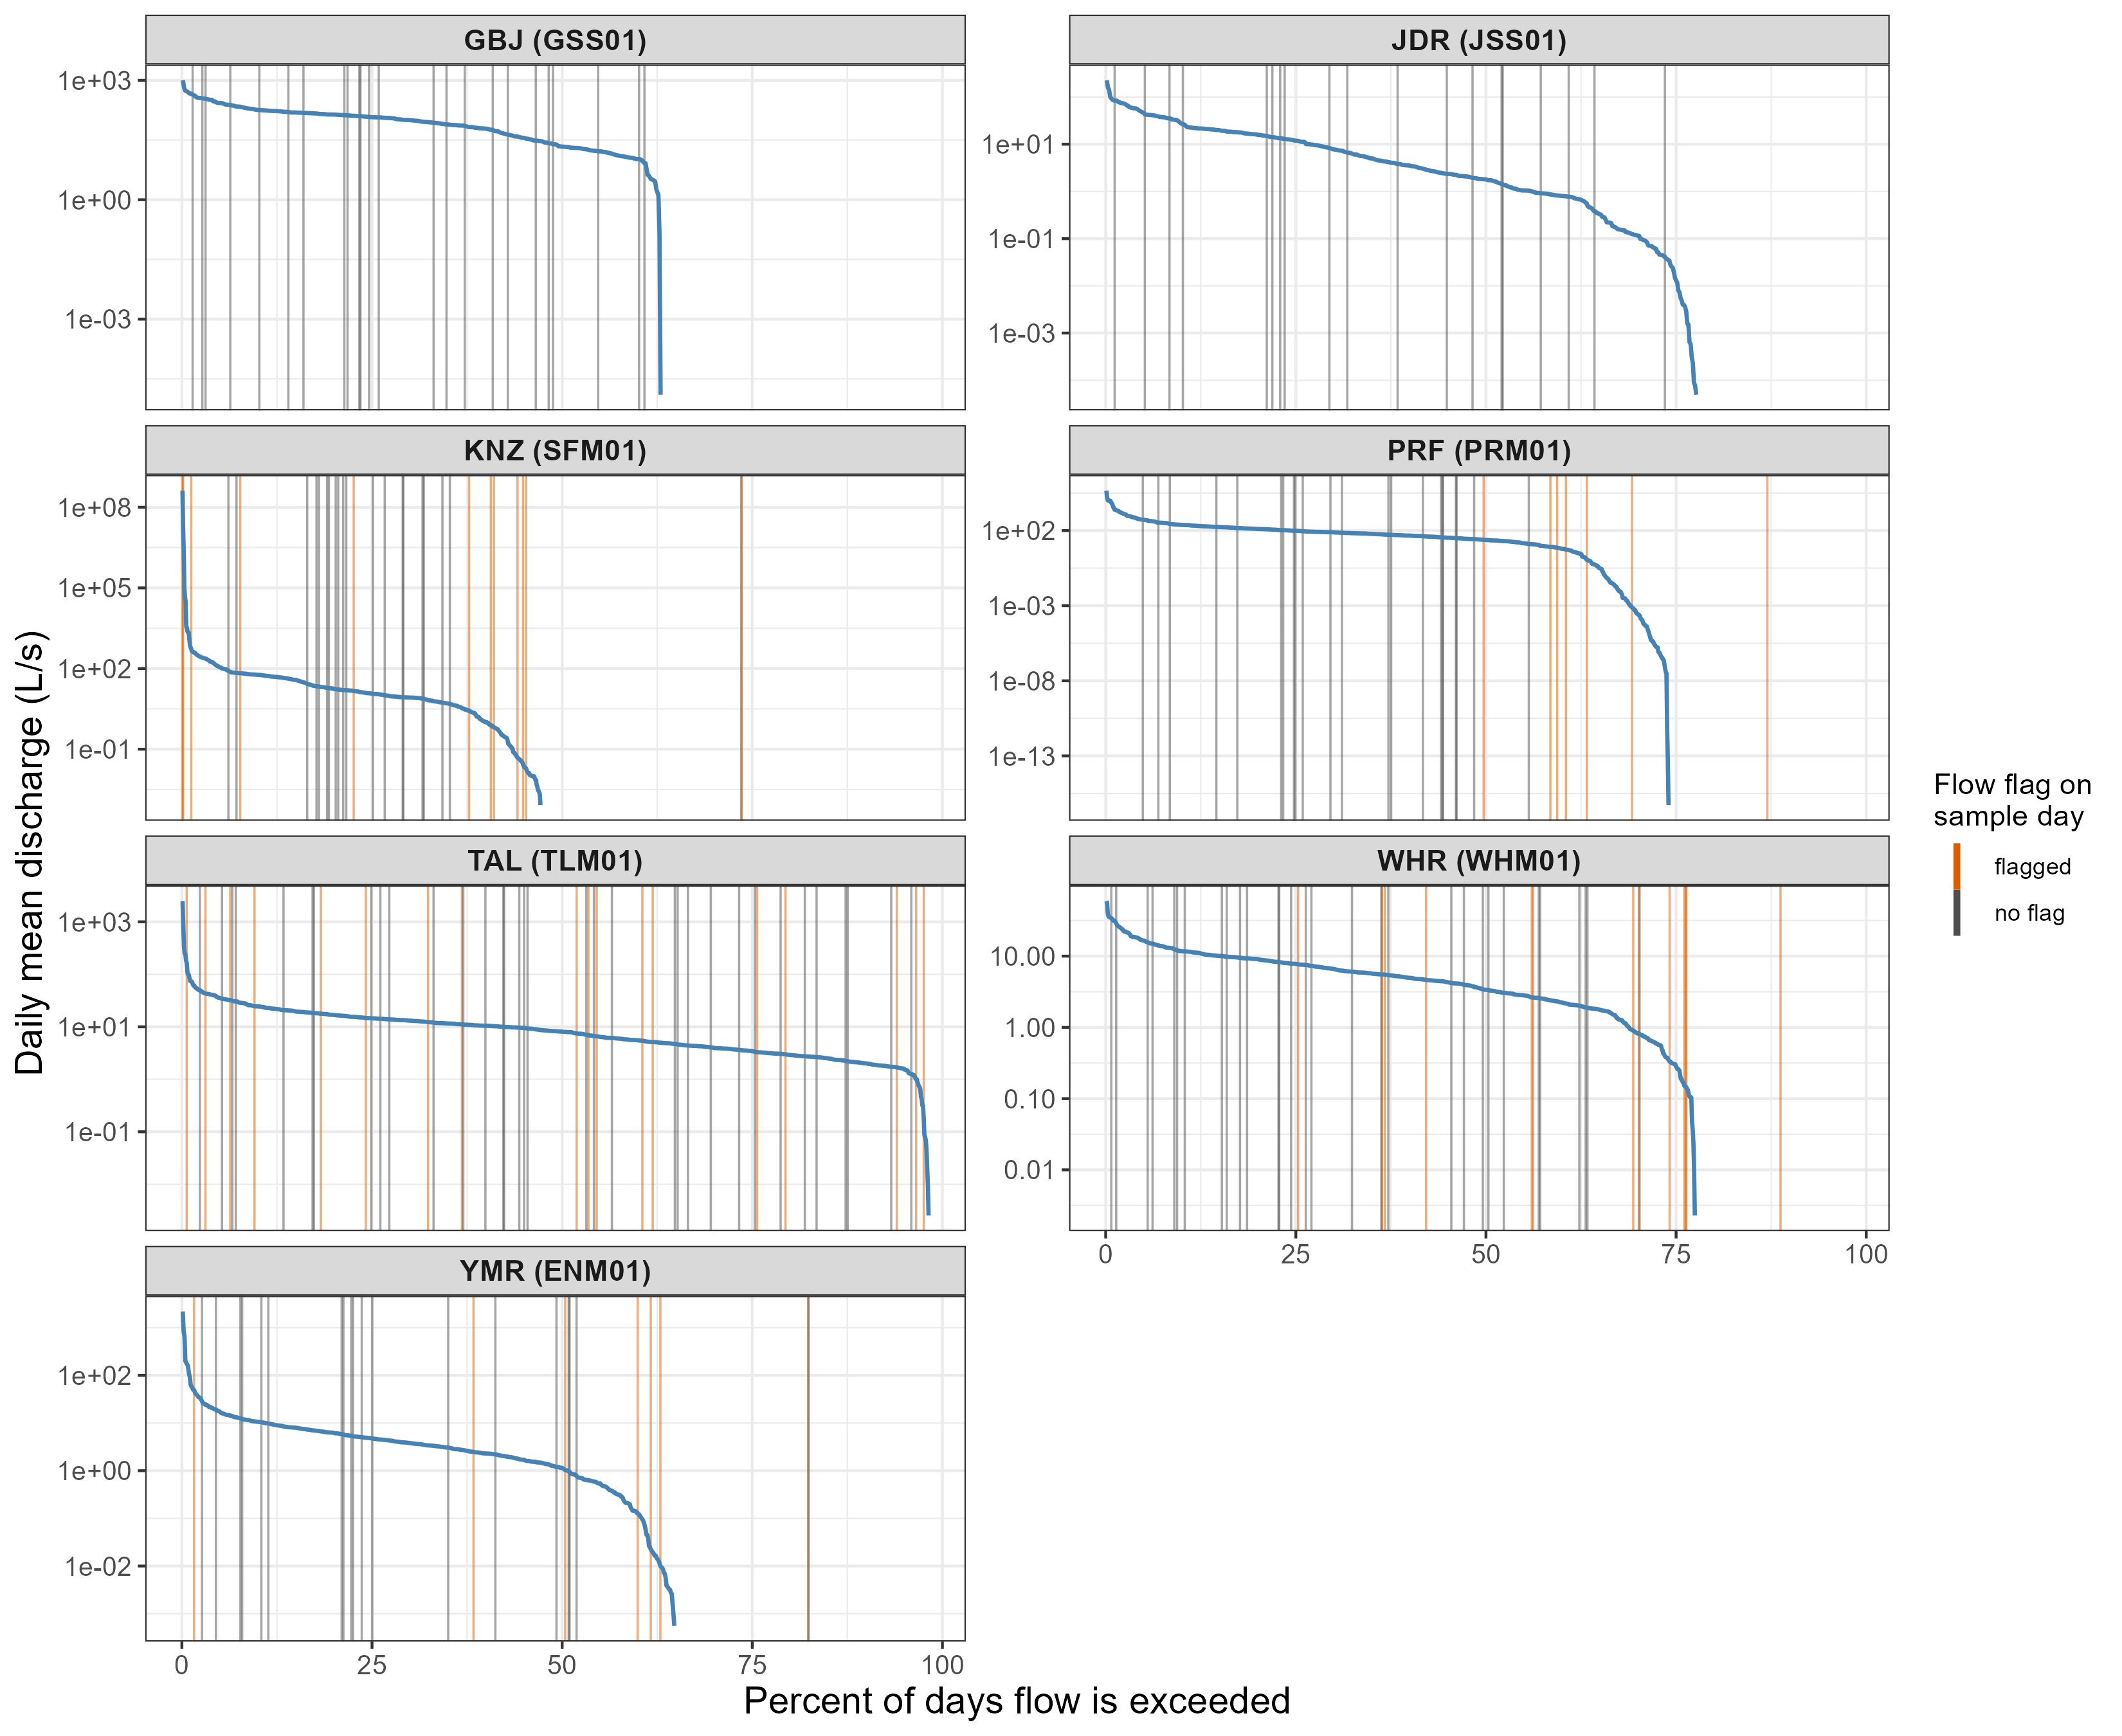 GBJ (GSS01)
JDR (JSS01)
1e+03
1e+00
1e-03
1e+01
1e-01
1e-03
KNZ (SFM01)
PRF (PRM01)
1e+08
1e+05
1e+02
1e-01
1e+02
1e-03
1e-08
1e-13
TAL (TLM01)
WHR (WHM01)
1e+03
1e+01
1e-01
10.00
1.00
0.10
0.01
0 25 50 75 100
YMR (ENM01)
1e+02
1e+00
1e-02
0 25 50 75 100
Percent of days flow is exceeded
Daily mean discharge (L/s)
Flow flag on
sample day
flagged
no flag